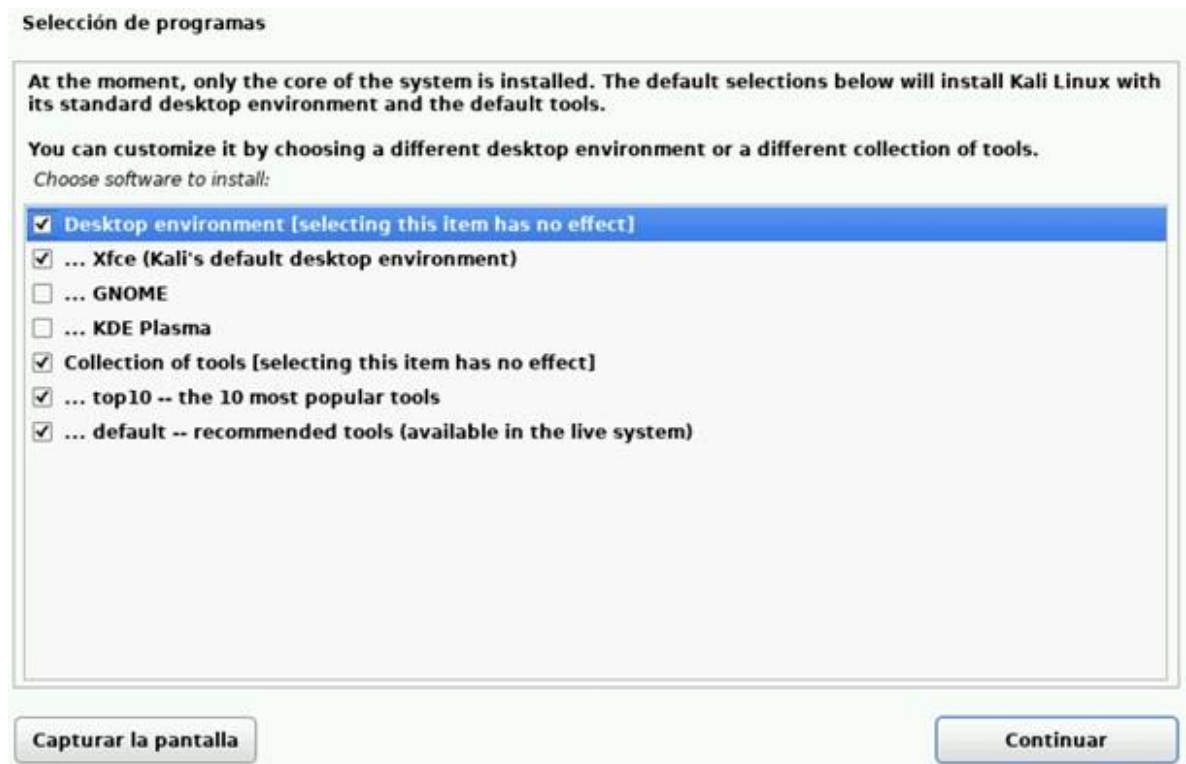 Selección de programas
At the moment, only the core of the system is installed. The default selections below will install Kali Linux with
its standard desktop environment and the default tools.
You can customize it by choosing a different desktop environment or a different collection of tools.
Choose software to install:
Desktop environment [selecting this item has no effect]
... Xfce (Kali's default desktop environment)
... GNOME
... KDE Plasma
Collection of tools [selecting this item has no effect]
... top10 -- the 10 most popular tools
... default -- recommended tools (available in the live system)
Capturar la pantalla
Continuar